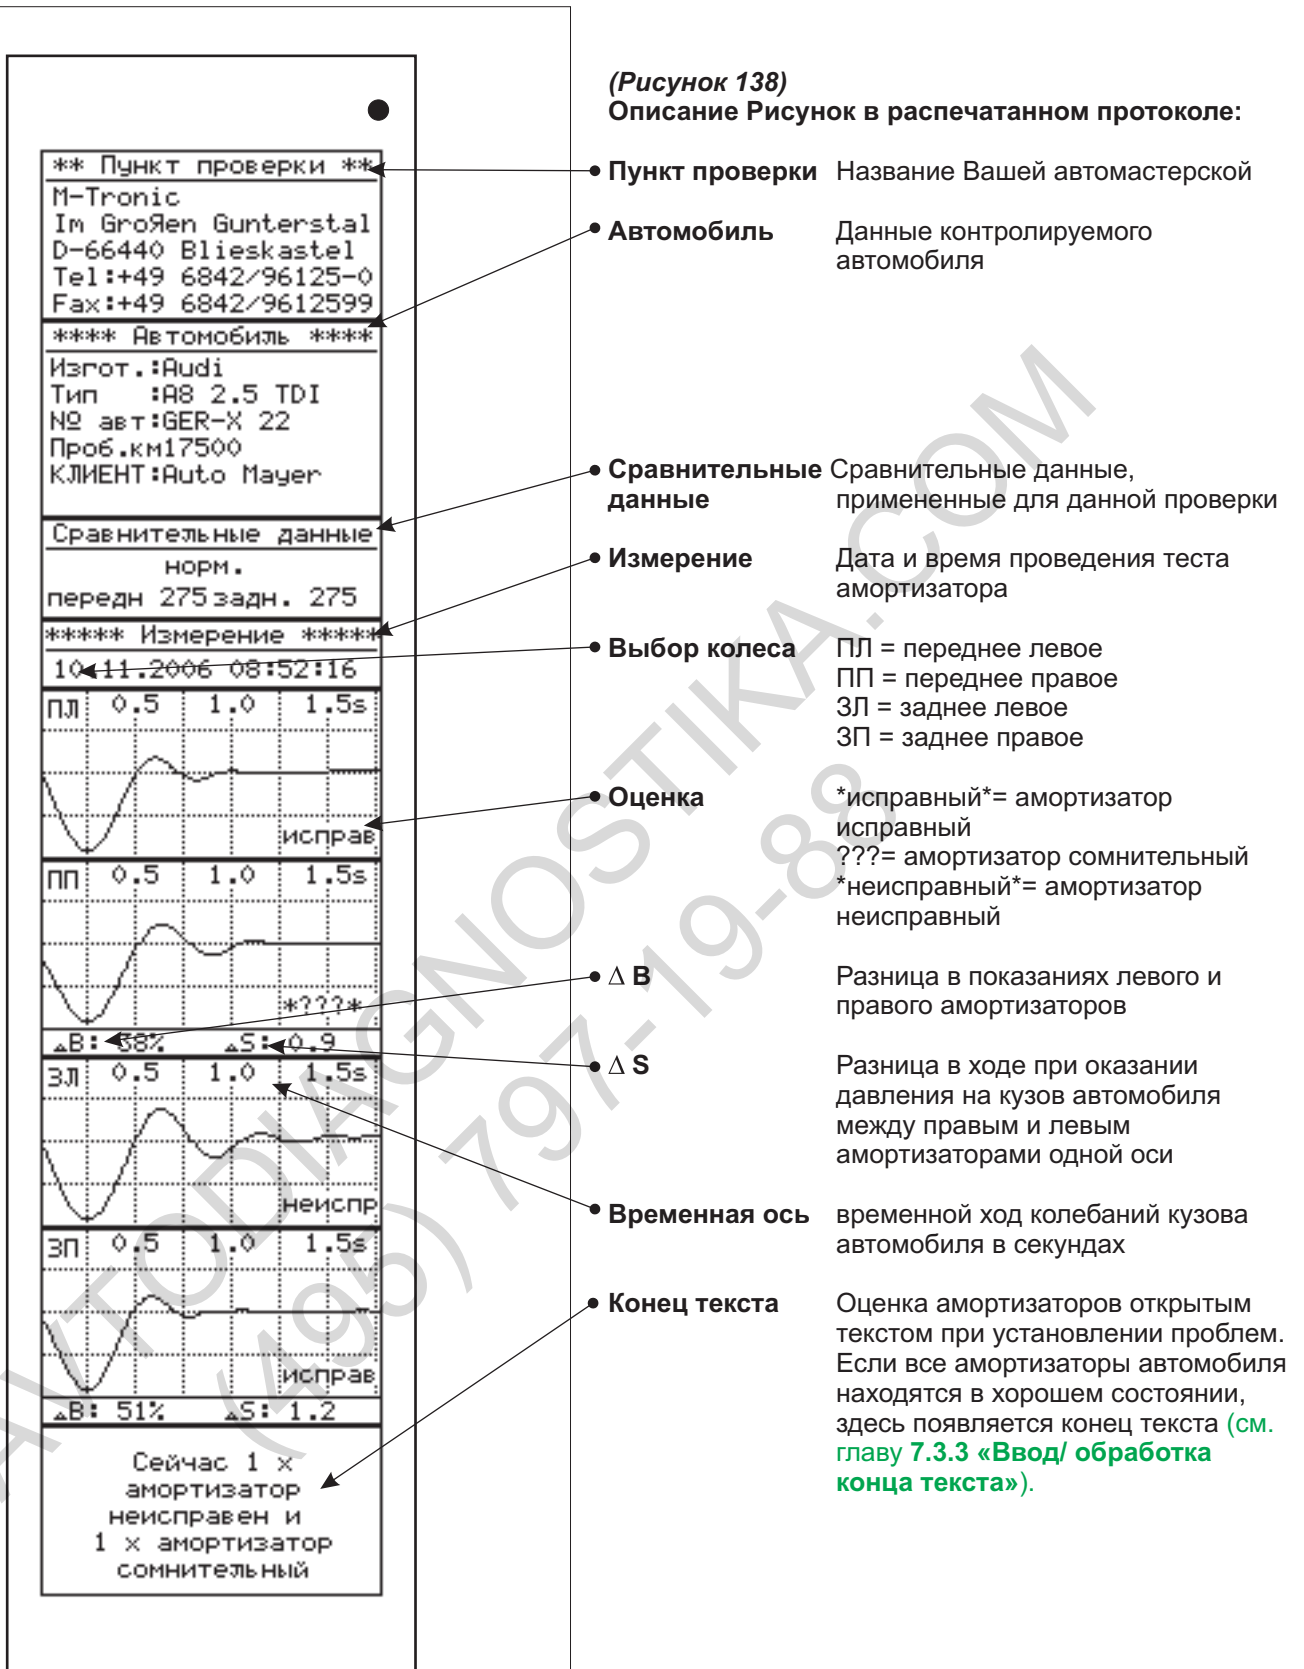 ** Пункт проверки **
M-Tronic
Im GroЯen Gunterstal
D-66440 Blieskastel
Tel:+49 6842/96125-0
Fax:+49 6842/9612599
**** Автомобиль ****
Изгот.:Audi
Тип :A8 2.5 TDI
№ авт:GER-X 22
Проб.км17500
КЛИЕНТ:Auto Mayer
Сравнительные данные
норм.
передн 275 задн. 275
***** Измерение *****
10.11.2006 08:52:16
ПЛ 0.5 1.0 1.5s
исправ
ПП 0.5 1.0 1.5s
*???*
▵B: 38% ▵S: 0.9
ЗЛ 0.5 1.0 1.5s
неиспр
ЗП 0.5 1.0 1.5s
исправ
▵B: 51% ▵S: 1.2
Сейчас 1 x
амортизатор
неисправен и
1 x амортизатор
сомнительный
(Рисунок 138)
Описание Рисунок в распечатанном протоколе:
Пункт проверки Название Вашей автомастерской
Автомобиль Данные контролируемого
автомобиля
Сравнительные Сравнительные данные,
данные примененные для данной проверки
Измерение Дата и время проведения теста
амортизатора
Выбор колеса ПЛ = переднее левое
ПП = переднее правое
ЗЛ = заднее левое
ЗП = заднее правое
Оценка *исправный*= амортизатор
исправный
???= амортизатор сомнительный
*неисправный*= амортизатор
неисправный
Δ B Разница в показаниях левого и
правого амортизаторов
Δ S Разница в ходе при оказании
давления на кузов автомобиля
между правым и левым
амортизаторами одной оси
Временная ось временной ход колебаний кузова
автомобиля в секундах
Конец текста Оценка амортизаторов открытым
текстом при установлении проблем.
Если все амортизаторы автомобиля
находятся в хорошем состоянии,
здесь появляется конец текста (см.
главу 7.3.3 «Ввод/ обработка
конца текста»).
AVTODIAGNOSTIKA.COM
(495) 797-19-88